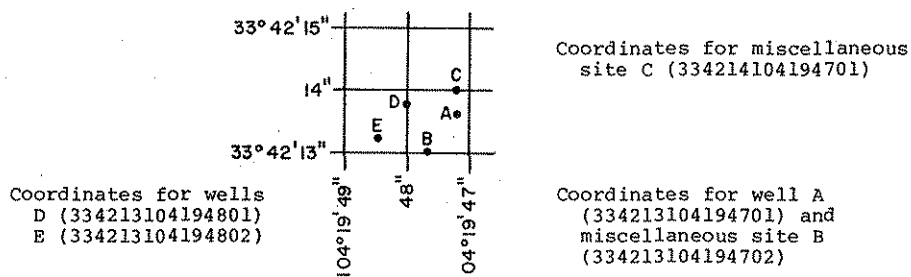 33°42'15"
14"
33°42'13"
C
D
A
E
B
104°19'49"
48"
04°19'47"
Coordinates for miscellaneous
site C (334214104194701)
Coordinates for wells
D (334213104194801)
E (334213104194802)
Coordinates for well A
(334213104194701) and
miscellaneous site B
(334213104194702)